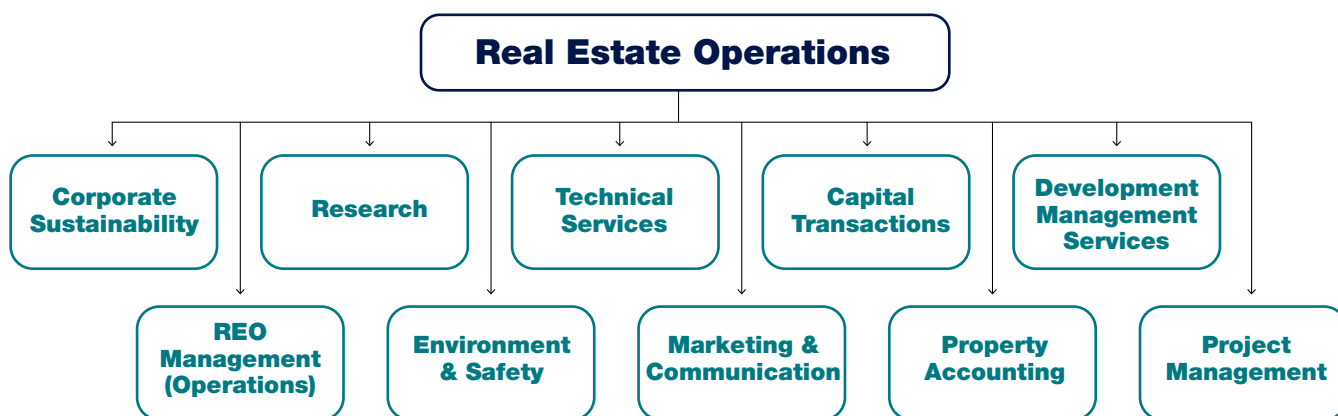 Real Estate Operations
Corporate
Sustainability
Research
Technical
Services
Capital
Transactions
Development
Management
Services
REO
Management
(Operations)
Environment
& Safety
Marketing &
Communication
Property
Accounting
Project
Management